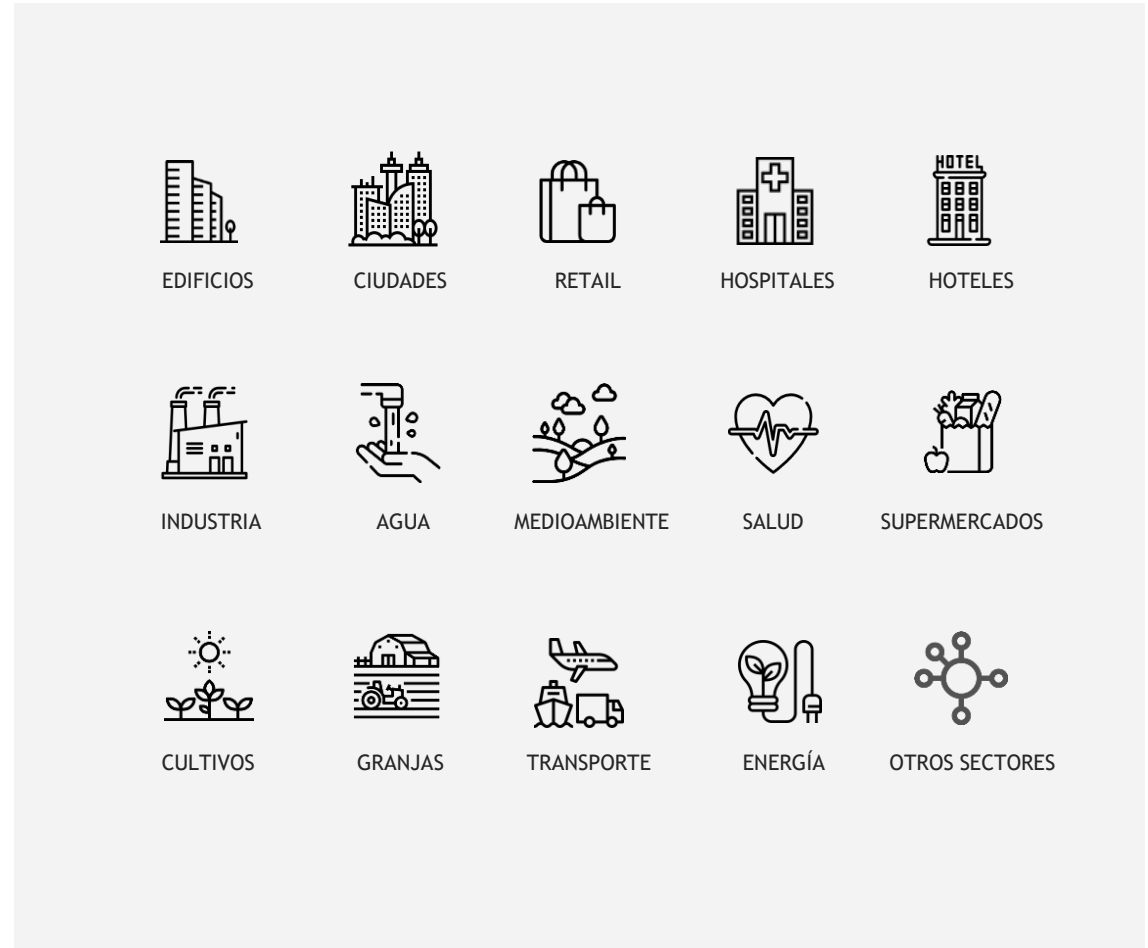 HOTEL
EDIFICIOS
CIUDADES
RETAIL
HOSPITALES
HOTELES
INDUSTRIA
AGUA
MEDIOAMBIENTE
SALUD
SUPERMERCADOS
CULTIVOS
GRANJAS
TRANSPORTE
ENERGÍA
OTROS SECTORES